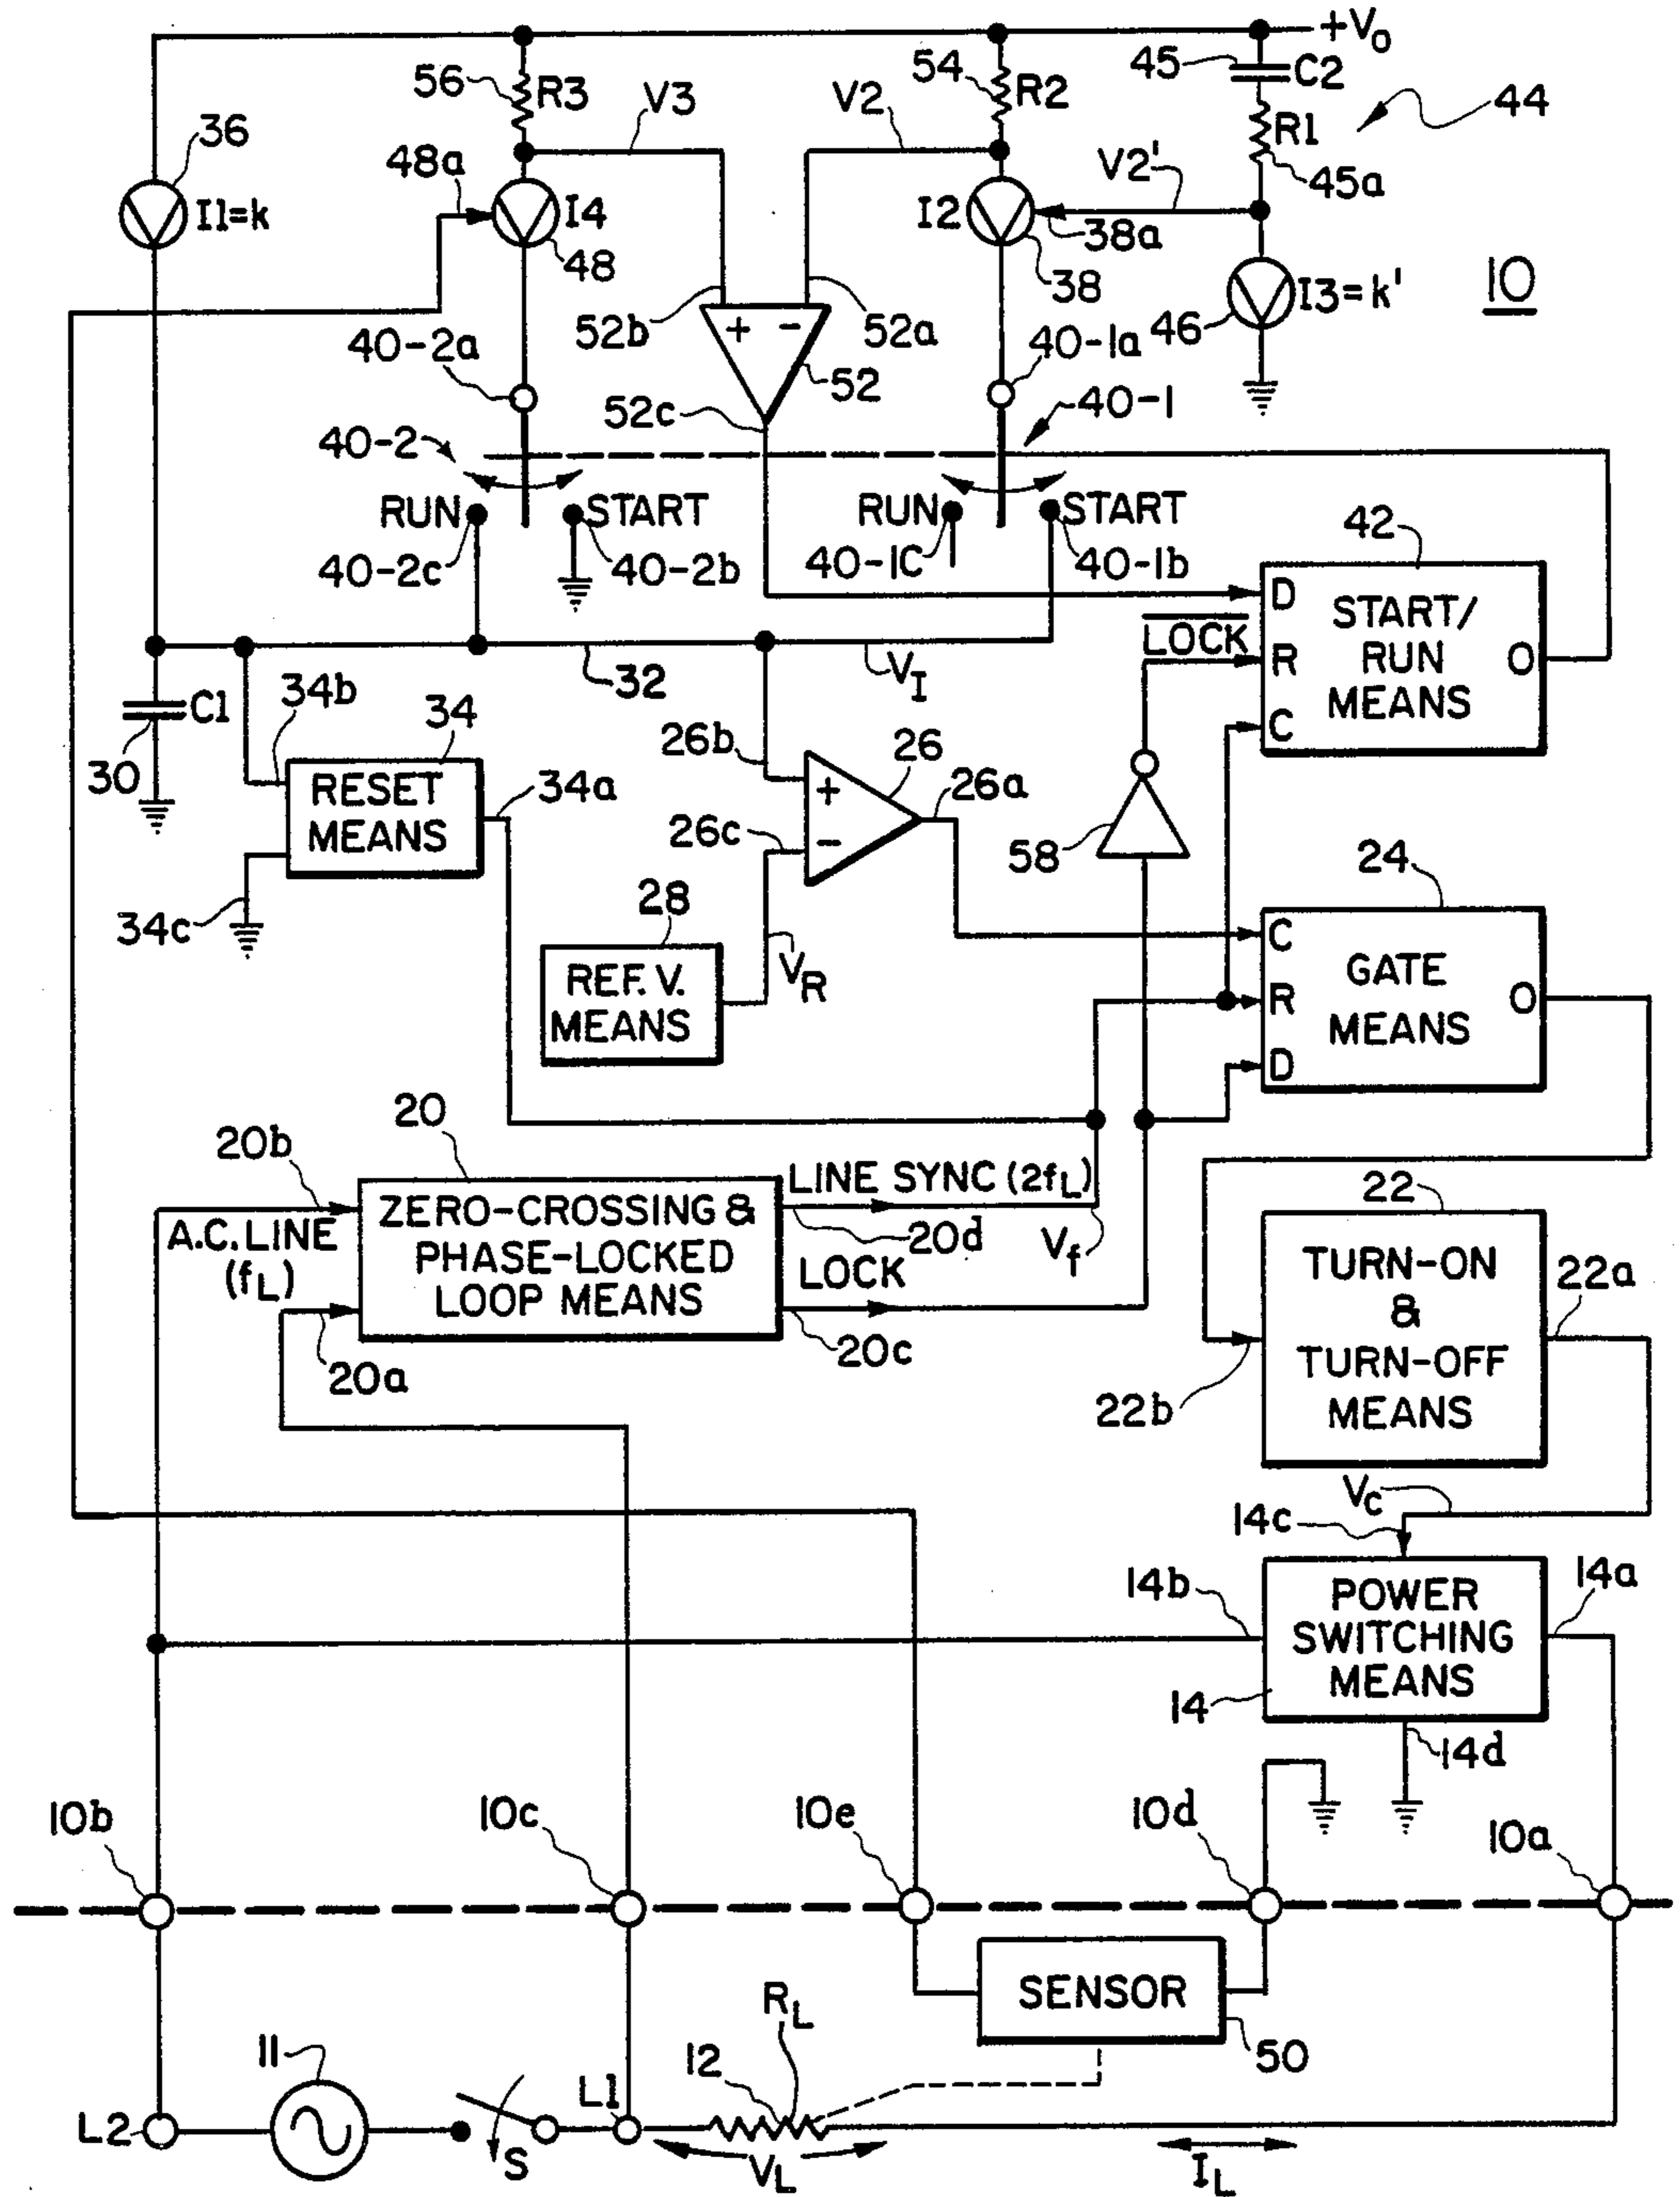 +V0
56
R3
V3
V2
54
R2
45
C2
44
R1
36
48a
V2'
45a
I1=k
I4
I2
38a
48
38
10
52b
52a
46
I3=k'
40-2a
40-1a
52
52c
40-1
40-2
RUN
START
RUN
START
42
40-2c
40-2b
40-1C
40-1b
D
START/
RUN
MEANS
LOCK
R
O
C
32
VI
C1
34b
34
30
26b
26
34a
26a
RESET
MEANS
+
-
26c
58
24
34c
28
C
GATE
MEANS
VR
REF. V.
MEANS
R
O
D
20
20b
LINE SYNC (2fL)
22
ZERO-CROSSING &
PHASE-LOCKED
LOOP MEANS
A.C. LINE
(fL)
20d
Vf
LOCK
TURN-ON
&
TURN-OFF
MEANS
22a
20c
20a
22b
Vc
14c
14b
14a
POWER
SWITCHING
MEANS
14
14d
10b
10c
10e
10d
10a
SENSOR
RL
50
11
12
L1
L2
S
VL
IL
+
-